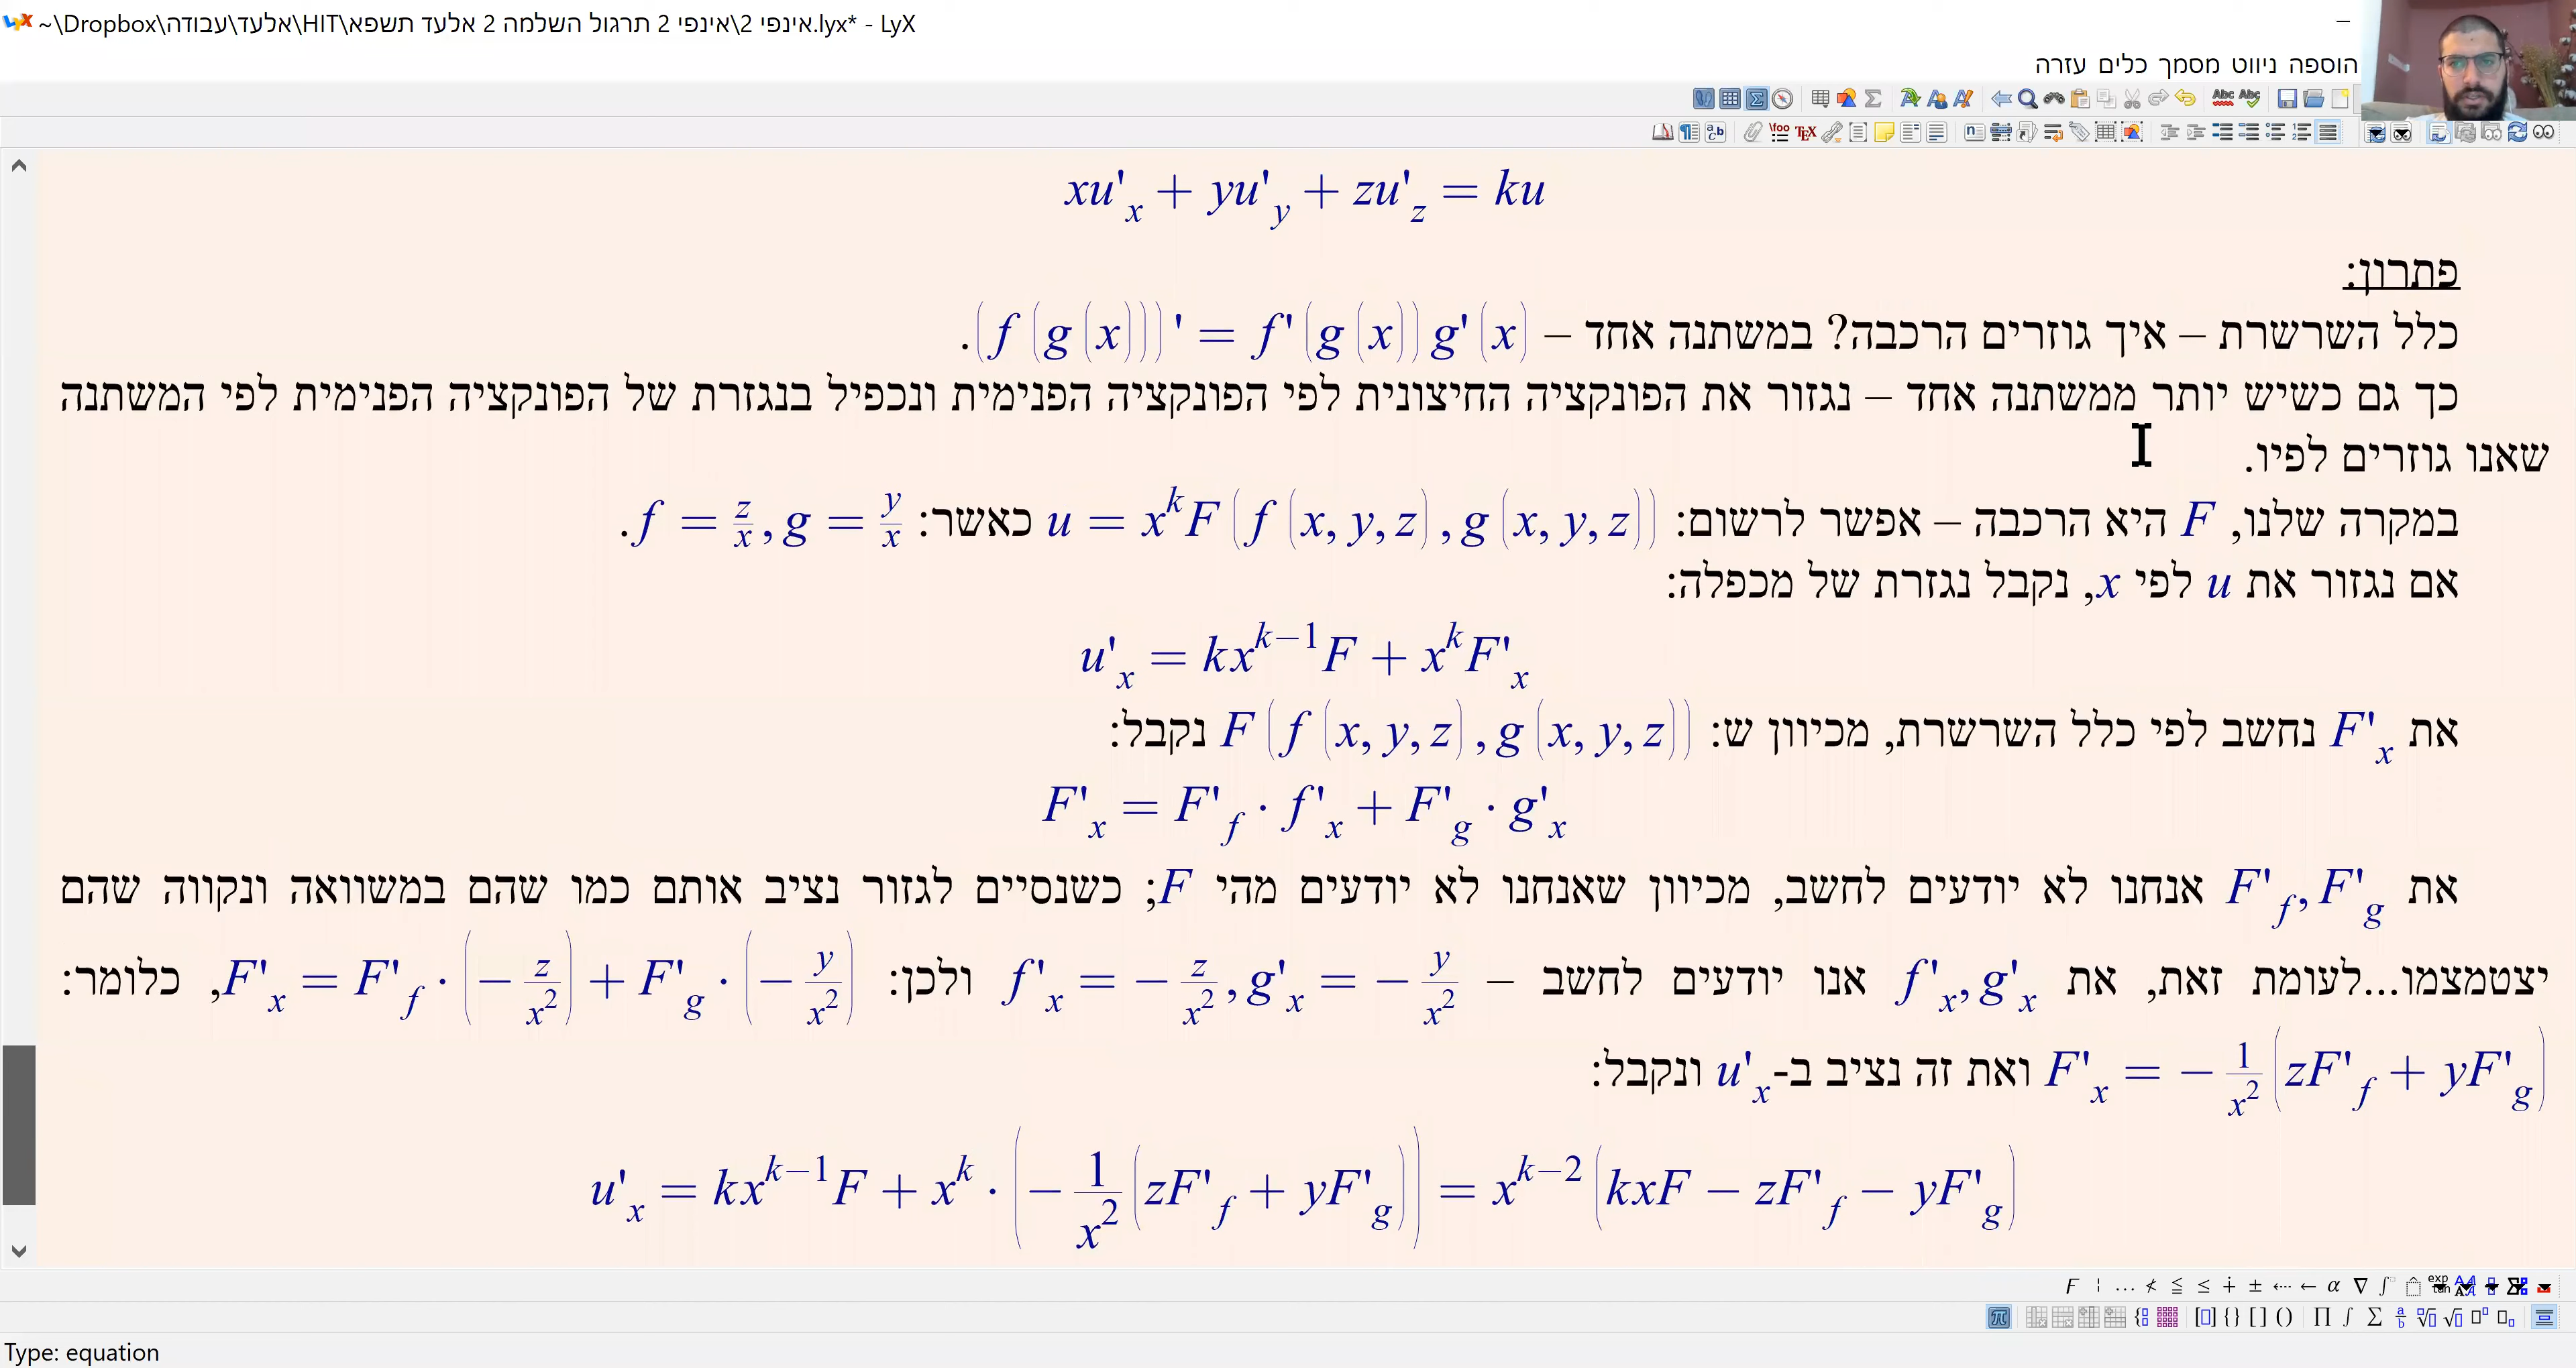 ~\Dropbox\אלעד\עבודה\HIT\אינפי 2\אינפי 2 תרגול השלמה 2 אלעד תשפא.lyx* - LyX
הוספה ניווט מסמך כלים עזרה
xu'_x + yu'_y + zu'_z = ku
פתרון:
כלל השרשרת – איך גוזרים הרכבה? במשתנה אחד – (f(g(x)))' = f'(g(x))g'(x).
כך גם כשיש יותר ממשתנה אחד – נגזור את הפונקציה החיצונית לפי הפונקציה הפנימית ונכפיל בנגזרת של הפונקציה הפנימית לפי המשתנה
שאנו גוזרים לפיו.
במקרה שלנו, F היא הרכבה – אפשר לרשום: u = x^k F(f(x, y, z), g(x, y, z)) כאשר: f = z/x, g = y/x.
אם נגזור את u לפי x, נקבל נגזרת של מכפלה:
u'_x = kx^{k−1}F + x^k F'_x
את F'_x נחשב לפי כלל השרשרת, מכיוון ש: F(f(x, y, z), g(x, y, z)) נקבל:
F'_x = F'_f · f'_x + F'_g · g'_x
את F'_f, F'_g אנחנו לא יודעים לחשב, מכיוון שאנחנו לא יודעים מהי F; כשנסיים לגזור נציב אותם כמו שהם במשוואה ונקווה שהם
יצטמצמו...לעומת זאת, את f'_x, g'_x אנו יודעים לחשב – f'_x = −z/x^2, g'_x = −y/x^2 ולכן: F'_x = F'_f · (−z/x^2) + F'_g · (−y/x^2), כלומר:
F'_x = −1/x^2 (zF'_f + yF'_g) ואת זה נציב ב-u'_x ונקבל:
u'_x = kx^{k−1}F + x^k · (−1/x^2 (zF'_f + yF'_g)) = x^{k−2}(kxF − zF'_f − yF'_g)
Type: equation